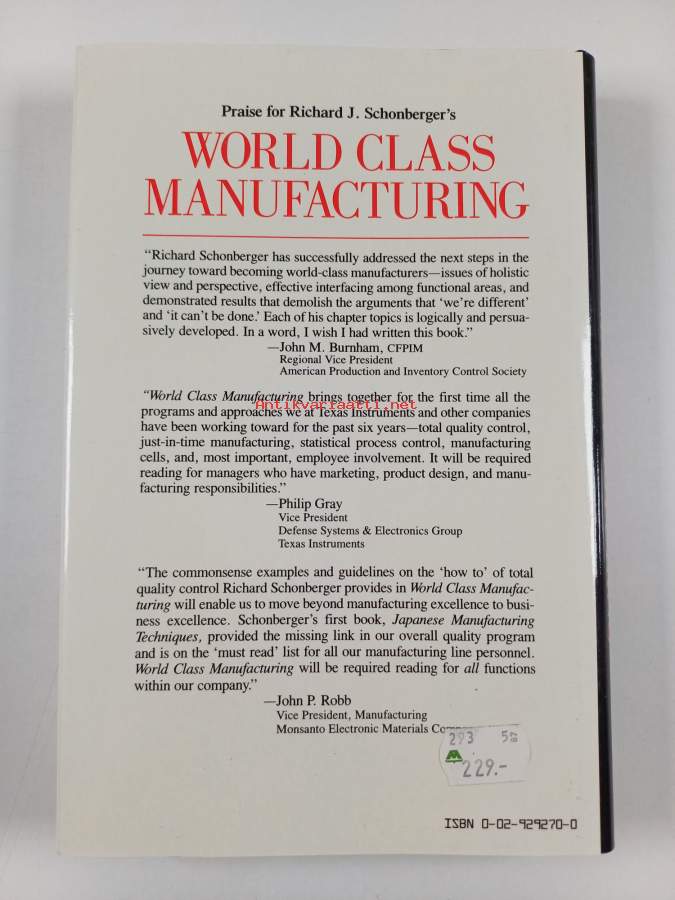 Praise for Richard J. Schonberger's
WORLD CLASS
MANUFACTURING
“Richard Schonberger has successfully addressed the next steps in the
journey toward becoming world-class manufacturers—issues of holistic
view and perspective, effective interfacing among functional areas, and
demonstrated results that demolish the arguments that ‘we're different’
and ‘it can't be done.’ Each of his chapter topics is logically and persua-
sively developed. In a word, I wish I had written this book.”
—John M. Burnham, CFPIM
Regional Vice President
American Production and Inventory Control Society
“World Class Manufacturing brings together for the first time all the
Antikvariaatti.net
programs and approaches we at Texas Instruments and other companies
have been working toward for the past six years—total quality control,
just-in-time manufacturing, statistical process control, manufacturing
cells, and, most important, employee involvement. It will be required
reading for managers who have marketing, product design, and manu-
facturing responsibilities.”
—Philip Gray
Vice President
Defense Systems & Electronics Group
Texas Instruments
“The commonsense examples and guidelines on the ‘how to’ of total
quality control Richard Schonberger provides in World Class Manufac-
turing will enable us to move beyond manufacturing excellence to busi-
ness excellence. Schonberger's first book, Japanese Manufacturing
Techniques, provided the missing link in our overall quality program
and is on the ‘must read’ list for all our manufacturing line personnel.
World Class Manufacturing will be required reading for all functions
within our company.”
—John P. Robb
Vice President, Manufacturing
Monsanto Electronic Materials
293
229.-
ISBN 0-02-929270-0